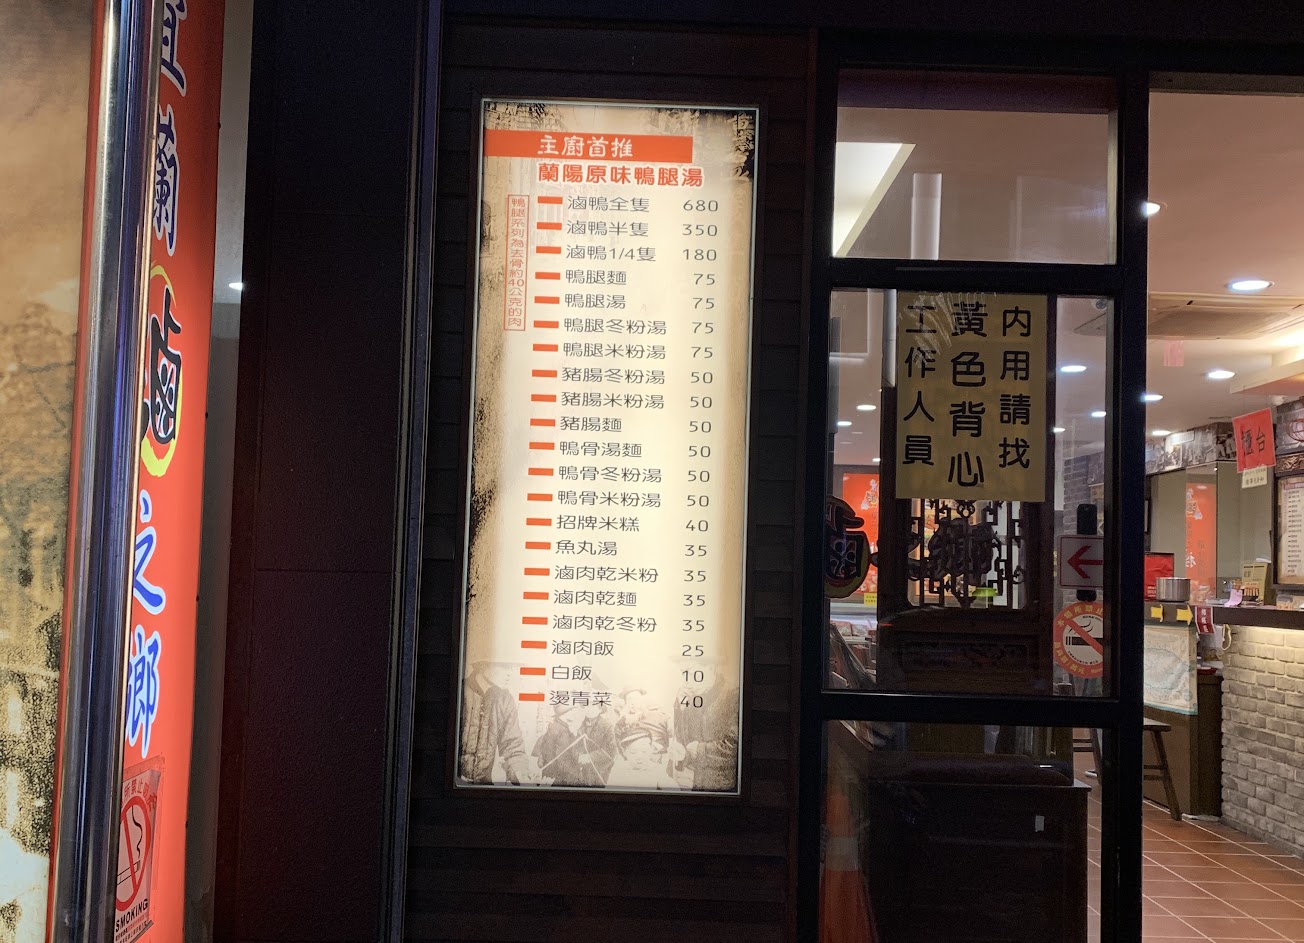 宜蘭滷之鄉
主廚首推
蘭陽原味鴨腿湯
鴨腿系列為去骨約40公克的肉
滷鴨全隻 680
滷鴨半隻 350
滷鴨1/4隻 180
鴨腿麵 75
鴨腿湯 75
鴨腿冬粉湯 75
鴨腿米粉湯 75
豬腸冬粉湯 50
豬腸米粉湯 50
豬腸麵 50
鴨骨湯麵 50
鴨骨冬粉湯 50
鴨骨米粉湯 50
招牌米糕 40
魚丸湯 35
滷肉乾米粉 35
滷肉乾麵 35
滷肉乾冬粉 35
滷肉飯 25
白飯 10
燙青菜 40
內用請找
黃色背心
工作人員
SMOKING